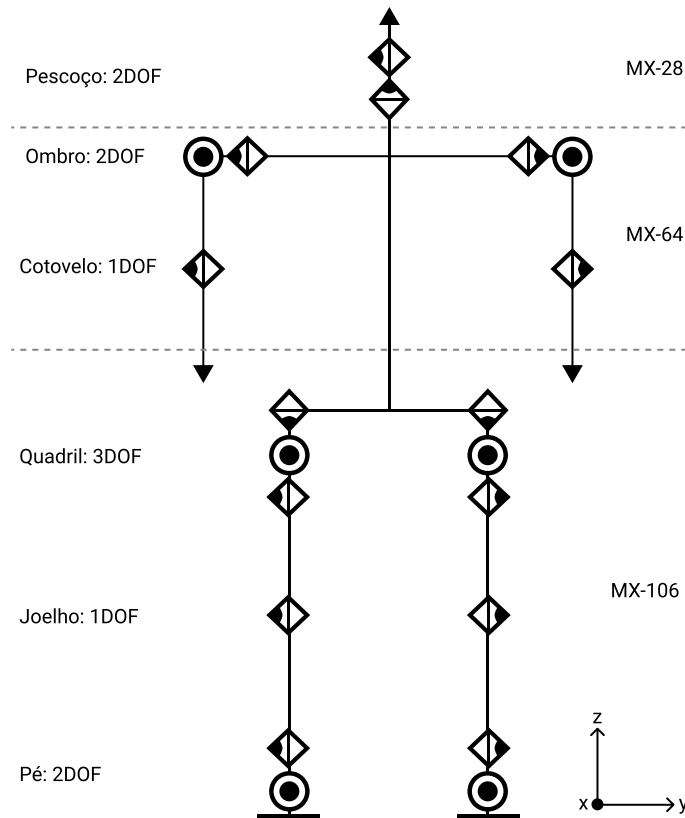 Pescoço: 2DOF
MX-28
Ombro: 2DOF
MX-64
Cotovelo: 1DOF
Quadril: 3DOF
MX-106
Joelho: 1DOF
z
Pé: 2DOF
x
y